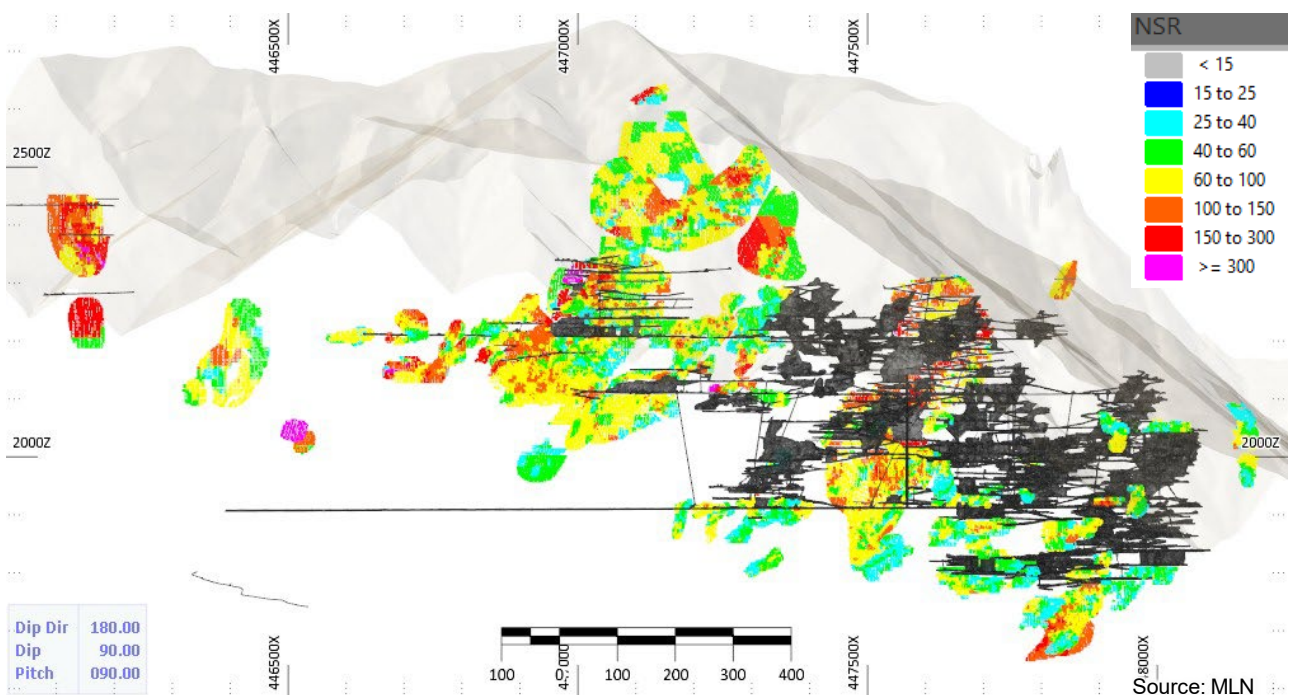 446500X
447000X
447500X
NSR
< 15
15 to 25
25 to 40
40 to 60
60 to 100
100 to 150
150 to 300
>= 300
2500Z
2000Z
2000Z
Dip Dir 180.00
Dip 90.00
Pitch 090.00
446500X
447500X
100 0 100 200 300 400
Source: MLN